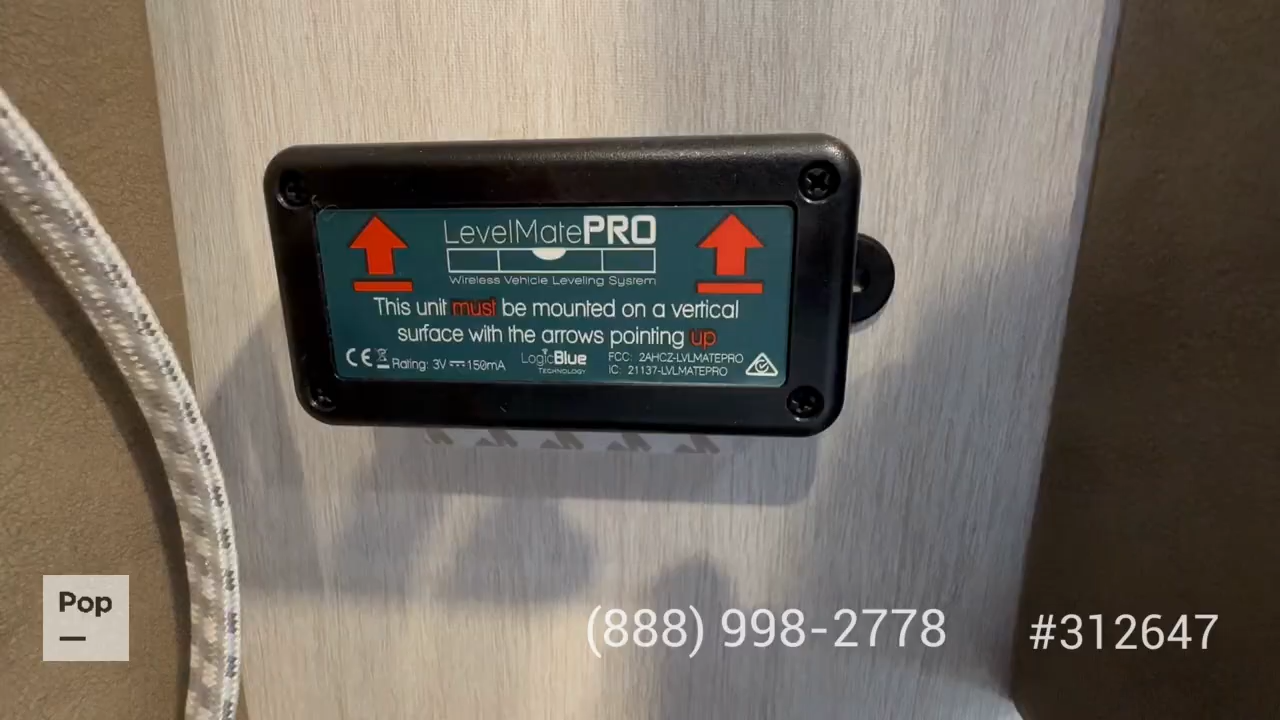 LevelMatePRO
Wireless Vehicle Leveling System
This unit must be mounted on a vertical
surface with the arrows pointing up
CE Rating: 3V 150mA
LogicBlue
TECHNOLOGY
FCC: 2AHCZ-LVLMATEPRO
IC: 21137-LVLMATEPRO
Pop
(888) 998-2778
#312647